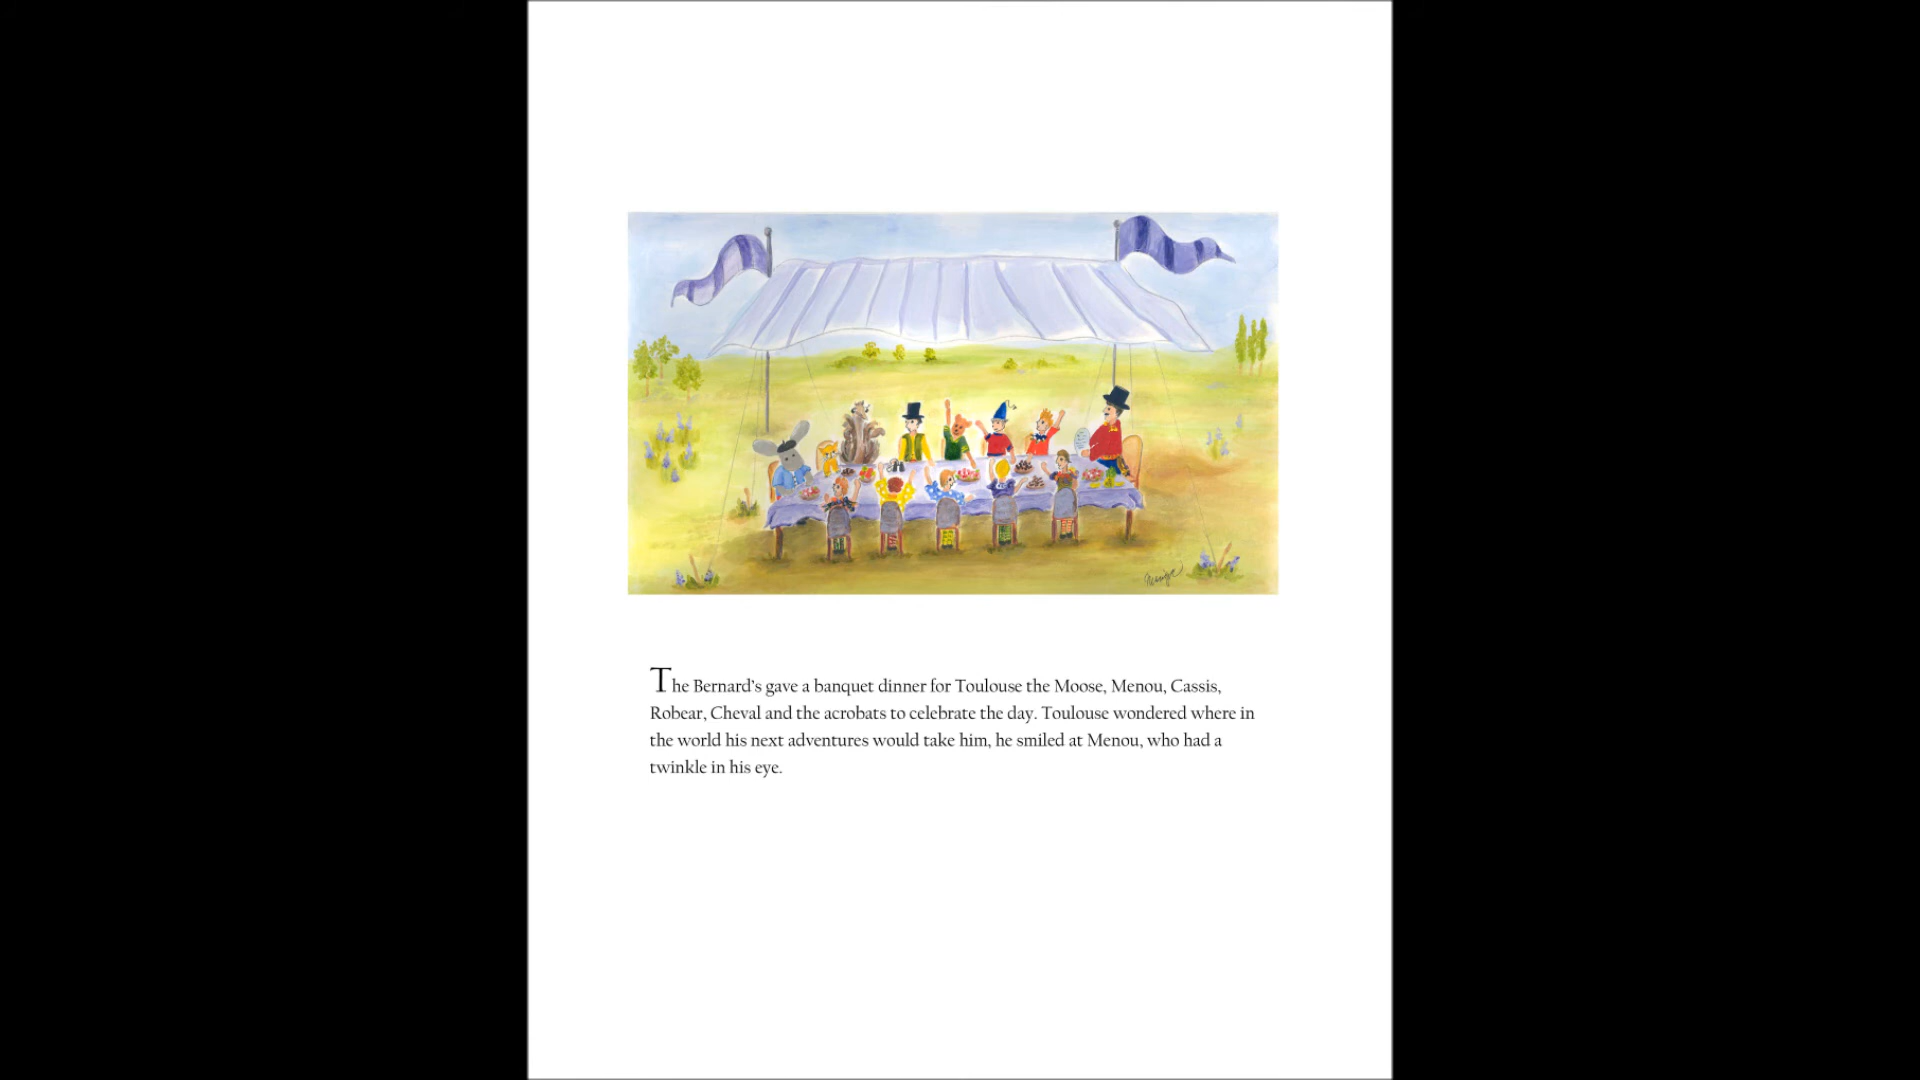 The Bernard's gave a banquet dinner for Toulouse the Moose, Menou, Cassis,
Robear, Cheval and the acrobats to celebrate the day. Toulouse wondered where in
the world his next adventures would take him, he smiled at Menou, who had a
twinkle in his eye.